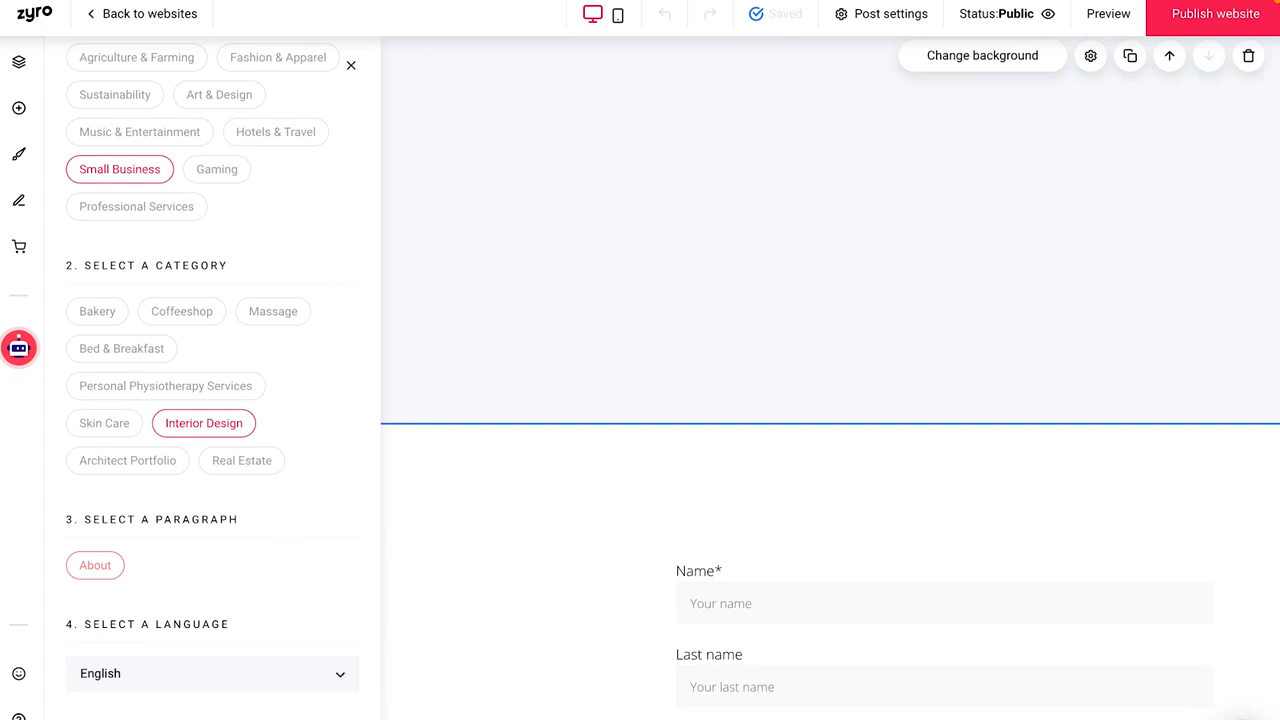 zyro
Back to websites
Saved
Post settings
Status:Public
Preview
Publish website
Agriculture & Farming
Fashion & Apparel
Change background
Sustainability
Art & Design
Music & Entertainment
Hotels & Travel
Small Business
Gaming
Professional Services
2. SELECT A CATEGORY
Bakery
Coffeeshop
Massage
Bed & Breakfast
Personal Physiotherapy Services
Skin Care
Interior Design
Architect Portfolio
Real Estate
3. SELECT A PARAGRAPH
About
4. SELECT A LANGUAGE
English
Name*
Your name
Last name
Your last name